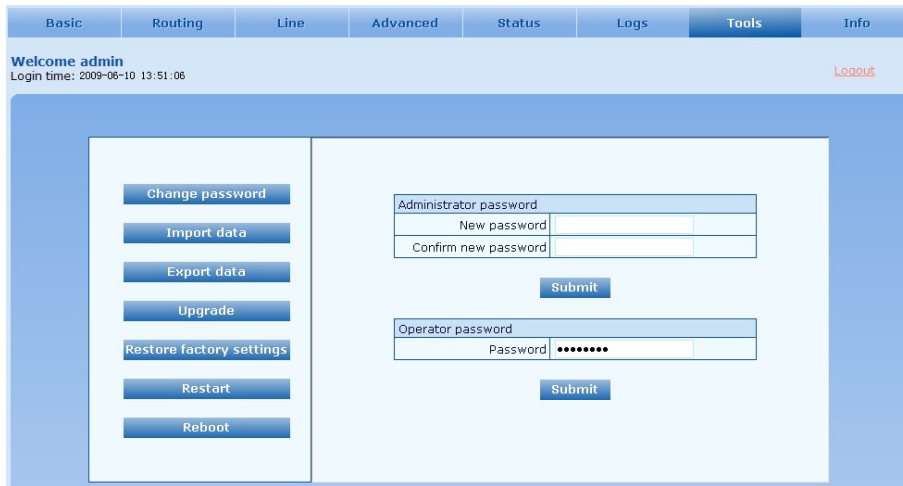 Basic Routing Line Advanced Status Logs Tools Info
Welcome admin
Login time: 2009-06-10 13:51:06
Logout
Change password
Import data
Export data
Upgrade
Restore factory settings
Restart
Reboot
Administrator password
New password
Confirm new password
Submit
Operator password
Password ••••••••
Submit